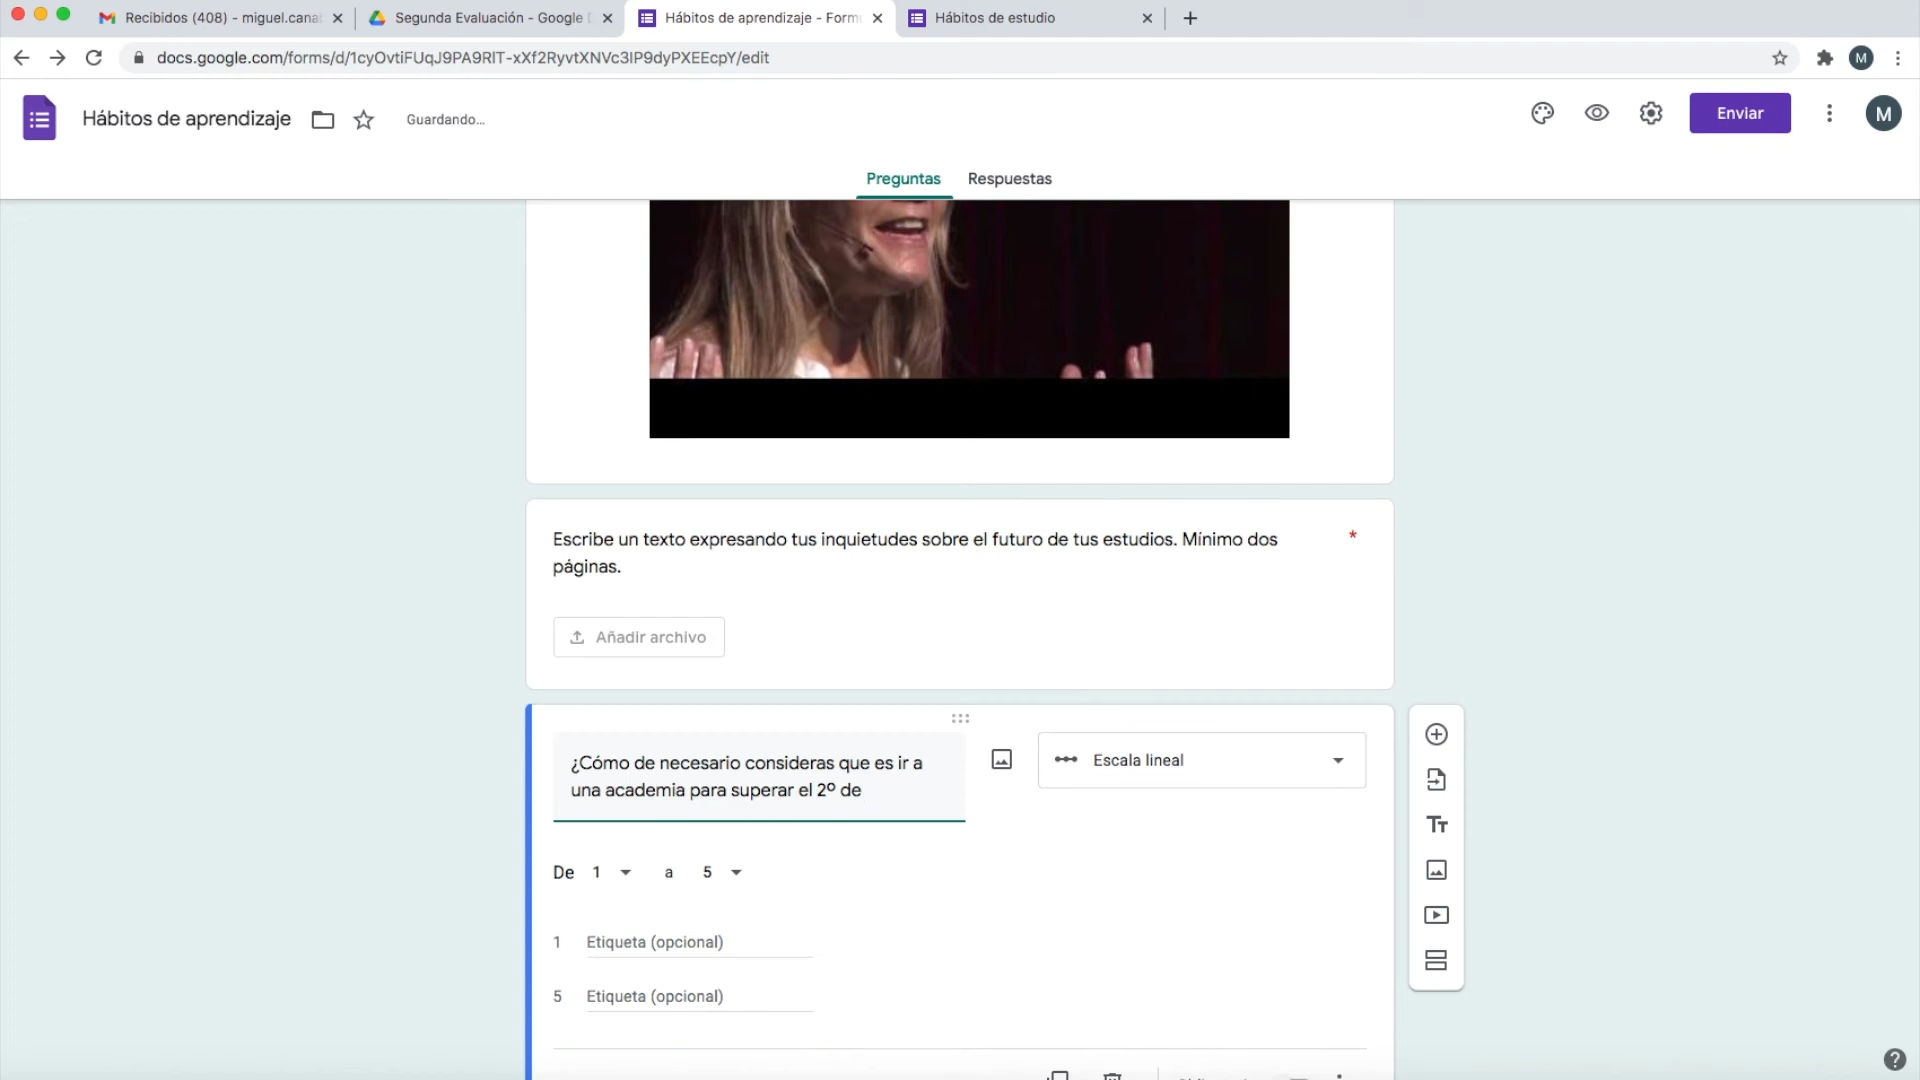 Recibidos (408) - miguel.cana
Segunda Evaluación - Google
Hábitos de aprendizaje - Form
Hábitos de estudio
docs.google.com/forms/d/1cyOvtiFUqJ9PA9RlT-xXf2RyvtXNVc3IP9dyPXEEcpY/edit
M
Hábitos de aprendizaje
Guardando...
Enviar
M
Preguntas
Respuestas
Escribe un texto expresando tus inquietudes sobre el futuro de tus estudios. Mínimo dos
páginas.
*
Añadir archivo
¿Cómo de necesario consideras que es ir a
una academia para superar el 2º de
Escala lineal
De 1 a 5
1 Etiqueta (opcional)
5 Etiqueta (opcional)